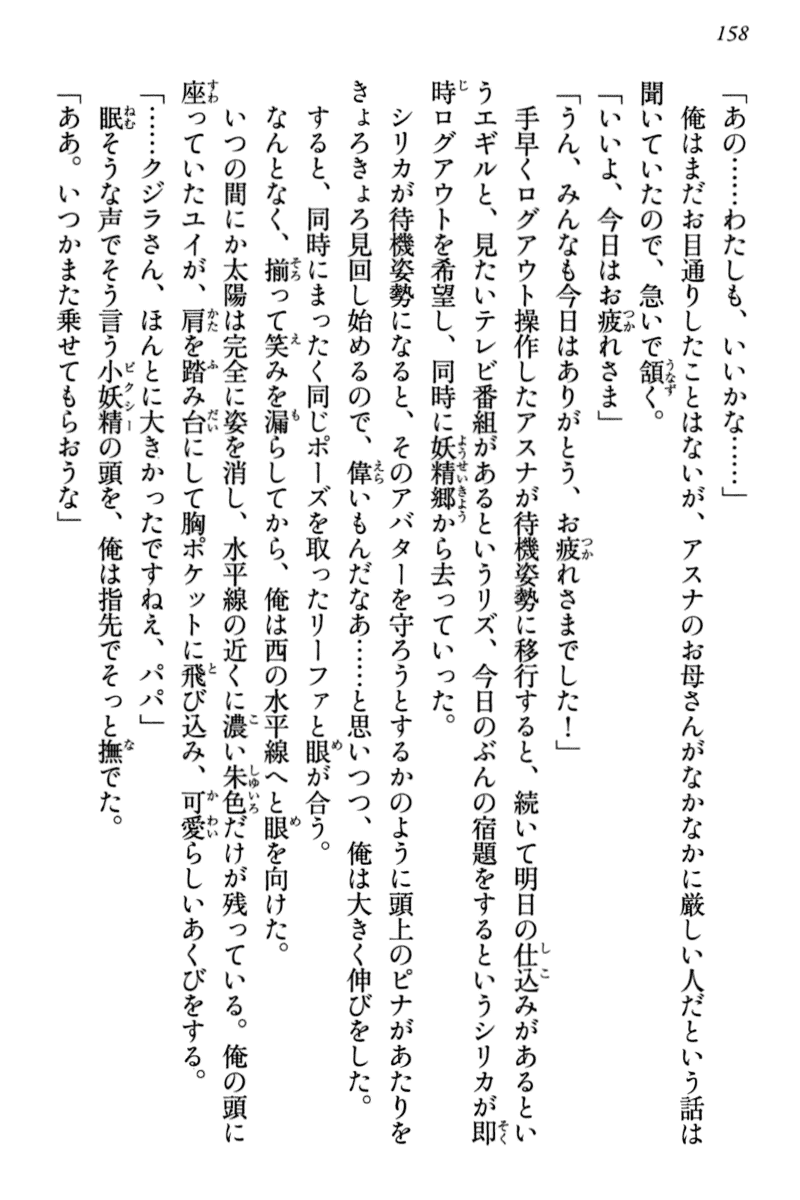 158
「あの……わたしも、いいかな……」
俺はまだお目通りしたことはないが、アスナのお母さんがなかなかに厳しい人だという話は
聞いていたので、急いで頷く。
「いいよ、今日はお疲れさま」
「うん、みんなも今日はありがとう、お疲れさまでした！」
手早くログアウト操作したアスナが待機姿勢に移行すると、続いて明日の仕込みがあるとい
うエギルと、見たいテレビ番組があるというリズ、今日のぶんの宿題をするというシリカが即
時ログアウトを希望し、同時に妖精郷から去っていった。
シリカが待機姿勢になると、そのアバターを守ろうとするかのように頭上のピナがあたりを
きょろきょろ見回し始めるので、偉いもんだなあ……と思いつつ、俺は大きく伸びをした。
すると、同時にまったく同じポーズを取ったリーファと眼が合う。
なんとなく、揃って笑みを漏らしてから、俺は西の水平線へと眼を向けた。
いつの間にか太陽は完全に姿を消し、水平線の近くに濃い朱色だけが残っている。俺の頭に
座っていたユイが、肩を踏み台にして胸ポケットに飛び込み、可愛らしいあくびをする。
「……クジラさん、ほんとに大きかったですねえ、パパ」
眠そうな声でそう言う小妖精の頭を、俺は指先でそっと撫でた。
「ああ。いつかまた乗せてもらおうな」